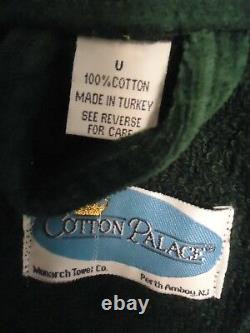 U
100% COTTON
MADE IN TURKEY
SEE REVERSE
FOR CARE
COTTON PALACE®
Monarch Towel Co. Perth Amboy, NJ